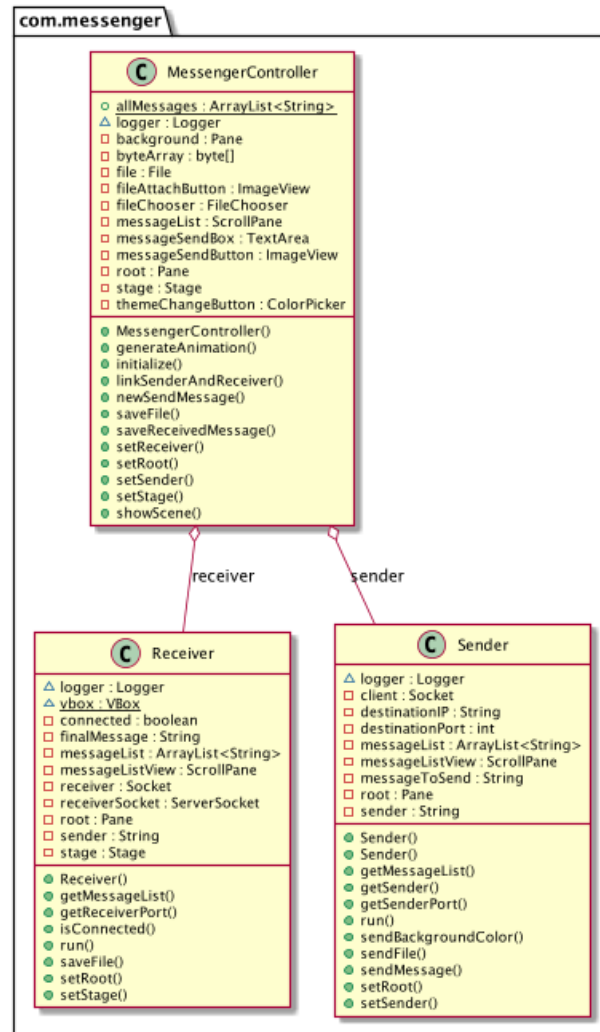 com.messenger
C MessengerController
allMessages : ArrayList<String>
logger : Logger
background : Pane
byteArray : byte[]
file : File
fileAttachButton : ImageView
fileChooser : FileChooser
messageList : ScrollPane
messageSendBox : TextArea
messageSendButton : ImageView
root : Pane
stage : Stage
themeChangeButton : ColorPicker
MessengerController()
generateAnimation()
initialize()
linkSenderAndReceiver()
newSendMessage()
saveFile()
saveReceivedMessage()
setReceiver()
setRoot()
setSender()
setStage()
showScene()
receiver
sender
C Receiver
logger : Logger
vbox : VBox
connected : boolean
finalMessage : String
messageList : ArrayList<String>
messageListView : ScrollPane
receiver : Socket
receiverSocket : ServerSocket
root : Pane
sender : String
stage : Stage
Receiver()
getMessageList()
getReceiverPort()
isConnected()
run()
saveFile()
setRoot()
setStage()
C Sender
logger : Logger
client : Socket
destinationIP : String
destinationPort : int
messageList : ArrayList<String>
messageListView : ScrollPane
messageToSend : String
root : Pane
sender : String
Sender()
Sender()
getMessageList()
getSender()
getSenderPort()
run()
sendBackgroundColor()
sendFile()
sendMessage()
setRoot()
setSender()